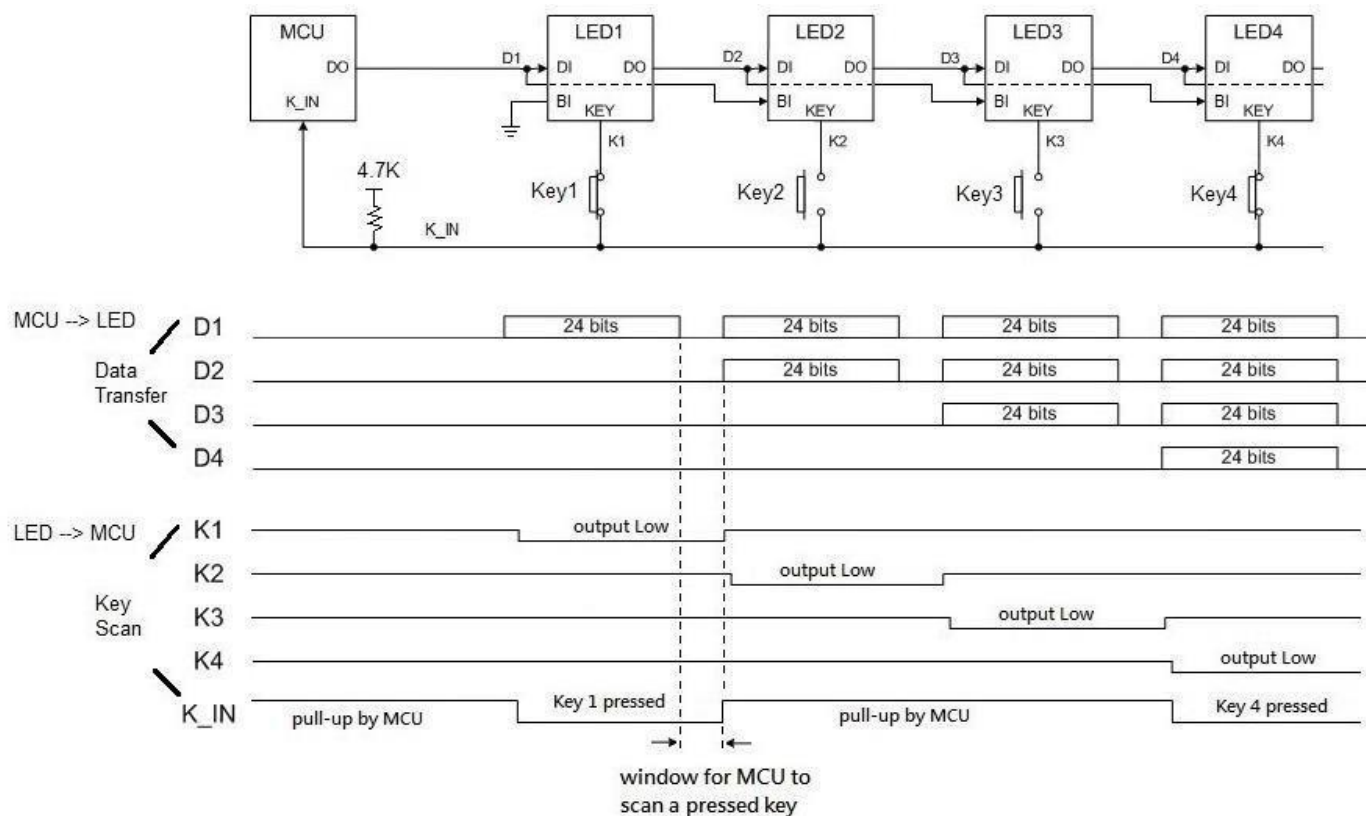 MCU
DO
K_IN
D1
LED1
DI
DO
BI
KEY
K1
D2
LED2
DI
DO
BI
KEY
K2
D3
LED3
DI
DO
BI
KEY
K3
D4
LED4
DI
DO
BI
KEY
K4
4.7K
Key1
Key2
Key3
Key4
K_IN
MCU --> LED
Data
Transfer
D1
24 bits
24 bits
24 bits
24 bits
D2
24 bits
24 bits
24 bits
D3
24 bits
24 bits
D4
24 bits
LED --> MCU
Key
Scan
K1
output Low
K2
output Low
K3
output Low
K4
output Low
K_IN
pull-up by MCU
Key 1 pressed
pull-up by MCU
Key 4 pressed
window for MCU to
scan a pressed key